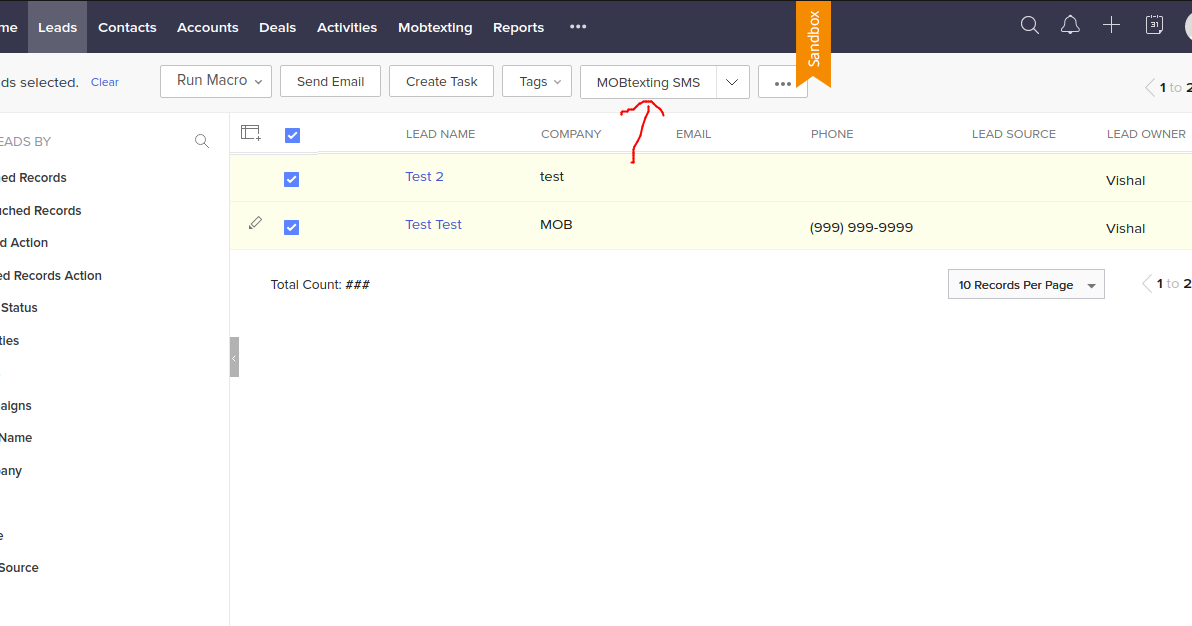 me Leads Contacts Accounts Deals Activities Mobtexting Reports ••• 31
Sandbox
ds selected. Clear Run Macro Send Email Create Task Tags MOBtexting SMS ••• 1 to 2
EADS BY LEAD NAME COMPANY EMAIL PHONE LEAD SOURCE LEAD OWNER
ed Records Test 2 test Vishal
uched Records Test Test MOB (999) 999-9999 Vishal
d Action
ed Records Action Total Count: ### 10 Records Per Page 1 to 2
Status
ties
aigns
Name
any
e
Source